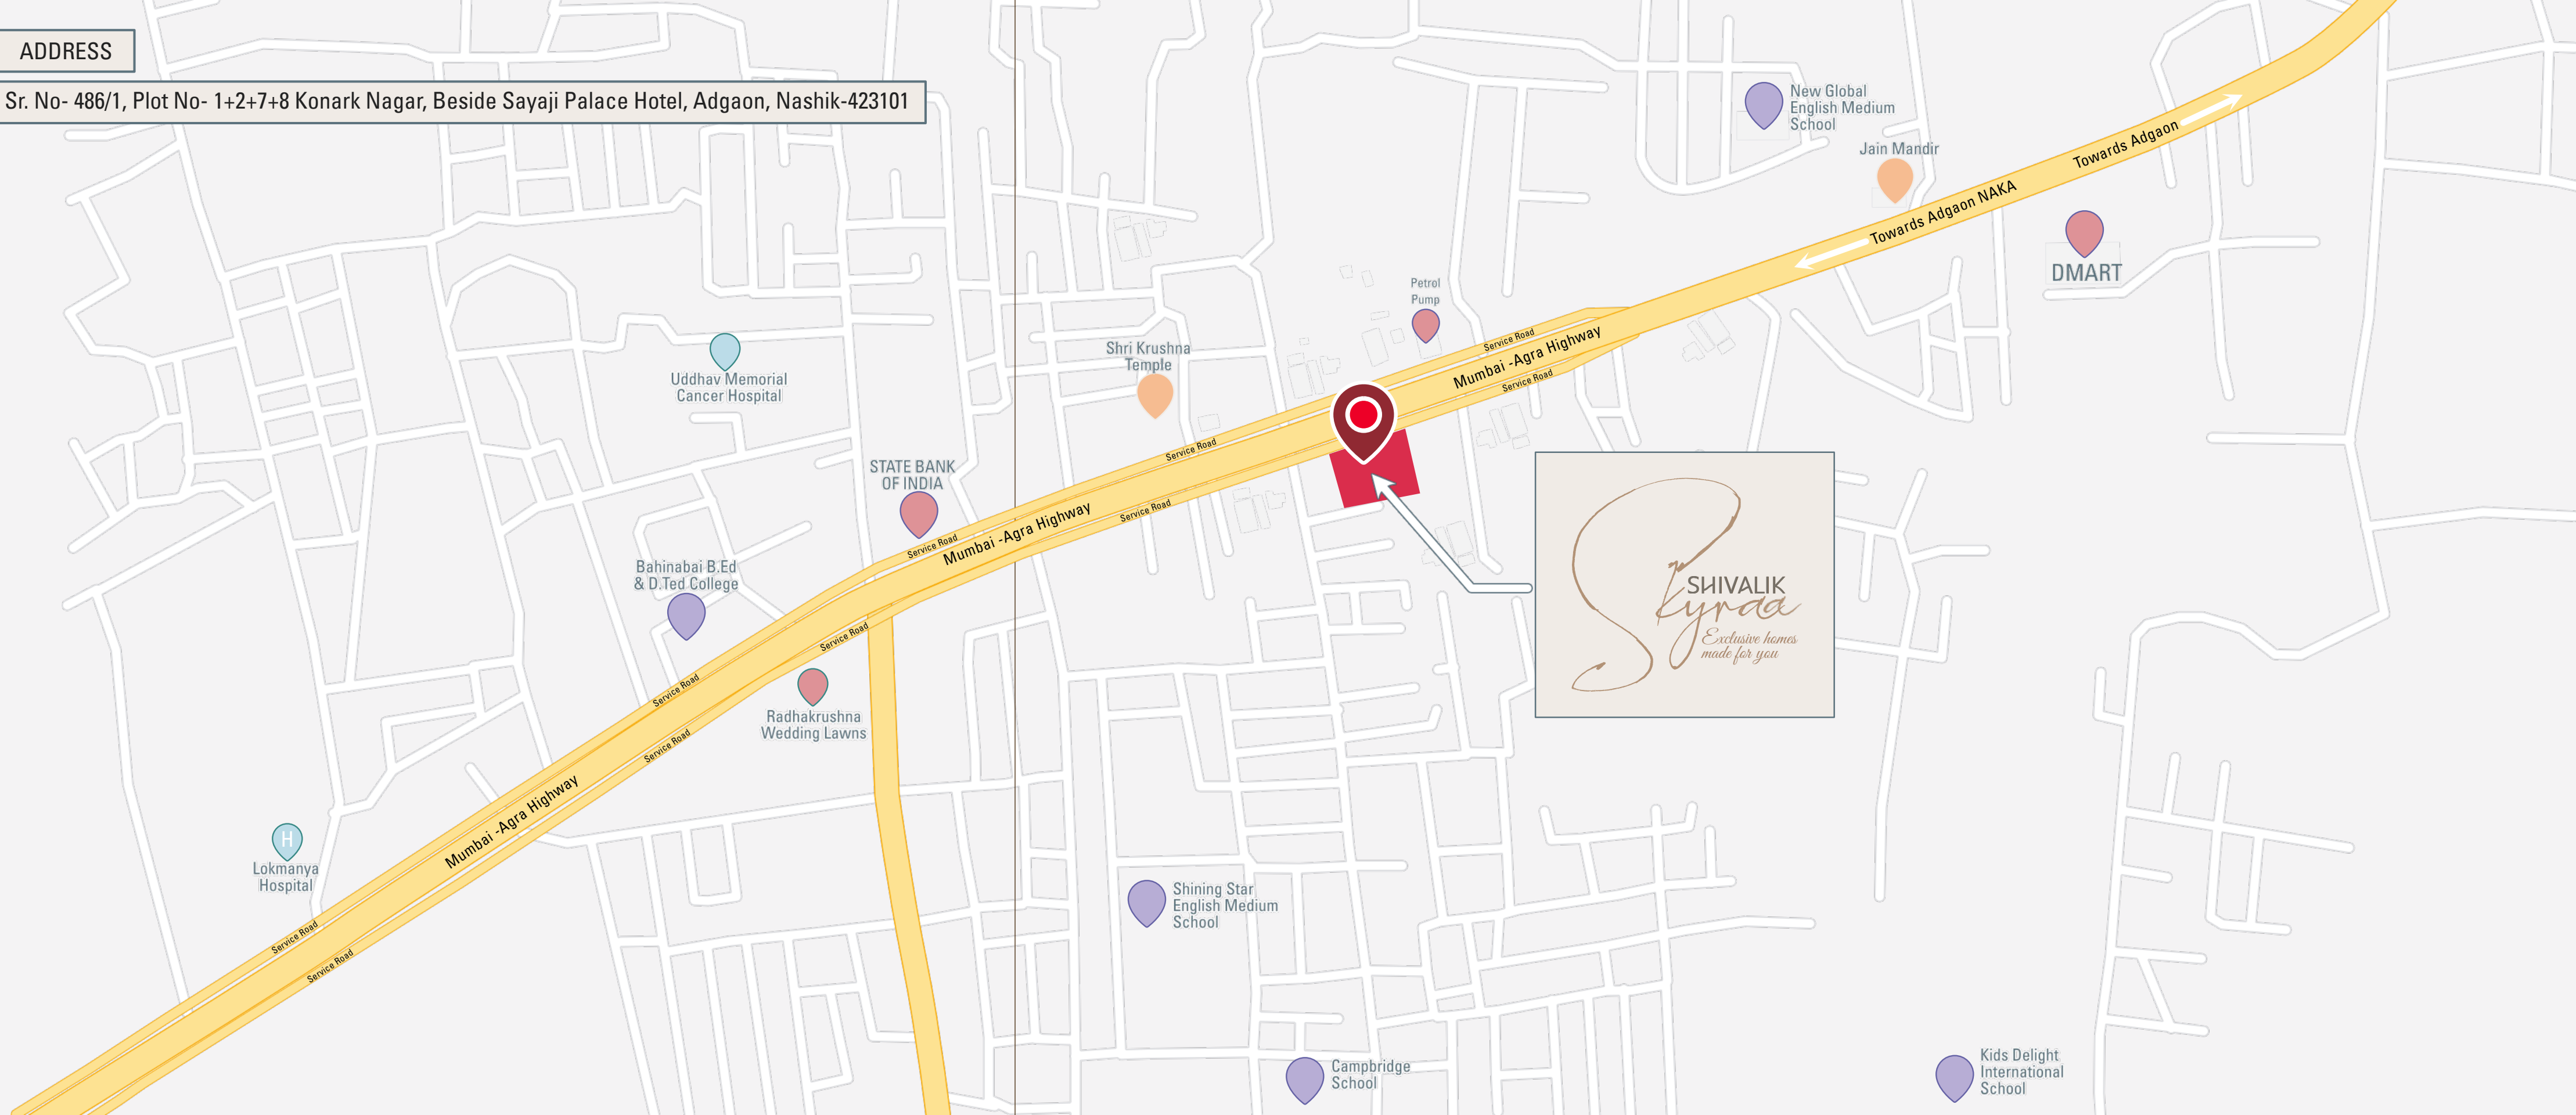 ADDRESS
Sr. No- 486/1, Plot No- 1+2+7+8 Konark Nagar, Beside Sayaji Palace Hotel, Adgaon, Nashik-423101
New Global
English Medium
School
Jain Mandir
Towards Adgaon
Towards Adgaon NAKA
DMART
Petrol
Pump
Service Road
Mumbai -Agra Highway
Service Road
Shri Krushna
Temple
Uddhav Memorial
Cancer Hospital
Service Road
STATE BANK
OF INDIA
Service Road
Mumbai -Agra Highway
Service Road
Bahinabai B.Ed
& D.Ted College
SHIVALIK
Skyraa
Exclusive homes
made for you
Service Road
Service Road
Radhakrushna
Wedding Lawns
Service Road
Mumbai -Agra Highway
H
Lokmanya
Hospital
Shining Star
English Medium
School
Service Road
Service Road
Campbridge
School
Kids Delight
International
School